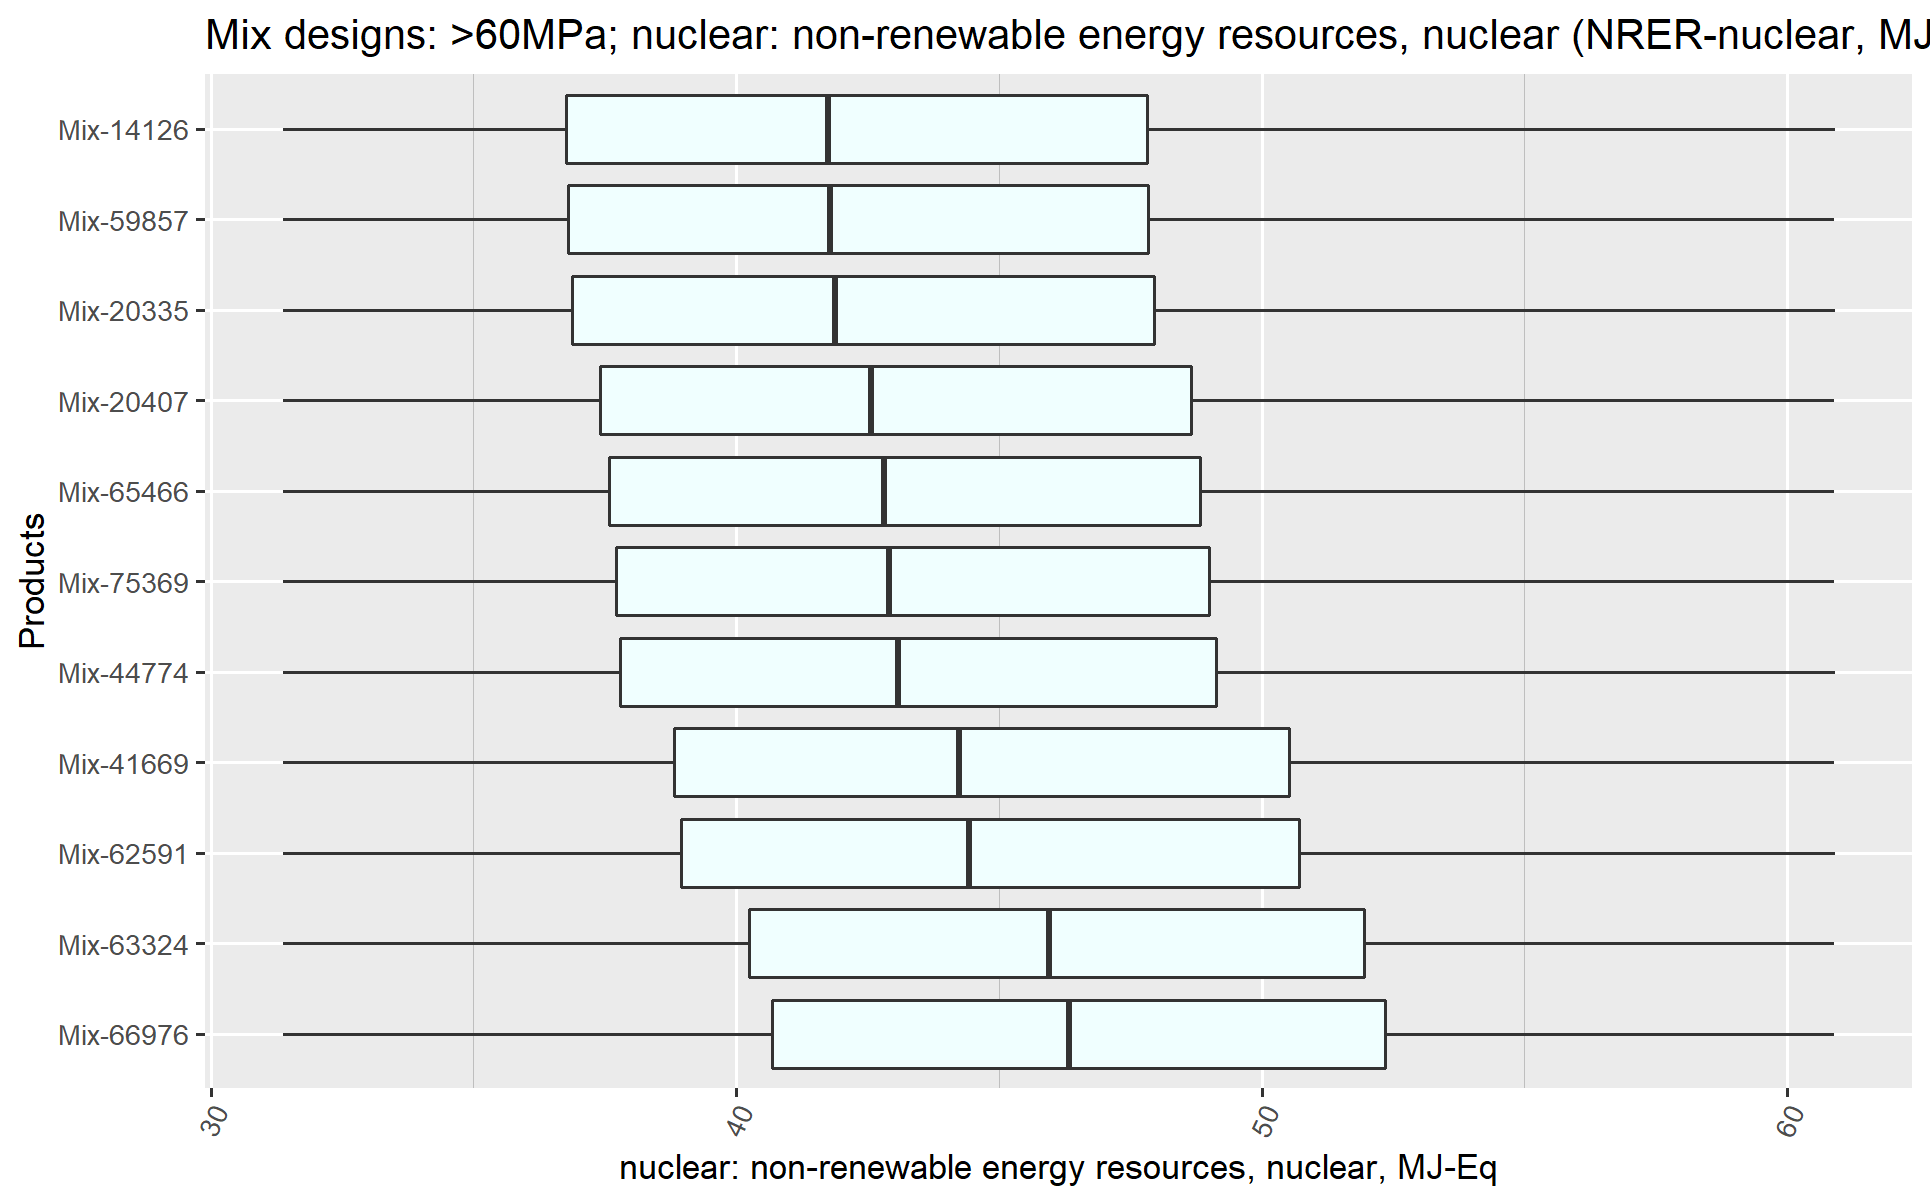 Mix designs: >60MPa; nuclear: non-renewable energy resources, nuclear (NRER-nuclear, MJ
Products
Mix-14126
Mix-59857
Mix-20335
Mix-20407
Mix-65466
Mix-75369
Mix-44774
Mix-41669
Mix-62591
Mix-63324
Mix-66976
30 40 50 60
nuclear: non-renewable energy resources, nuclear, MJ-Eq